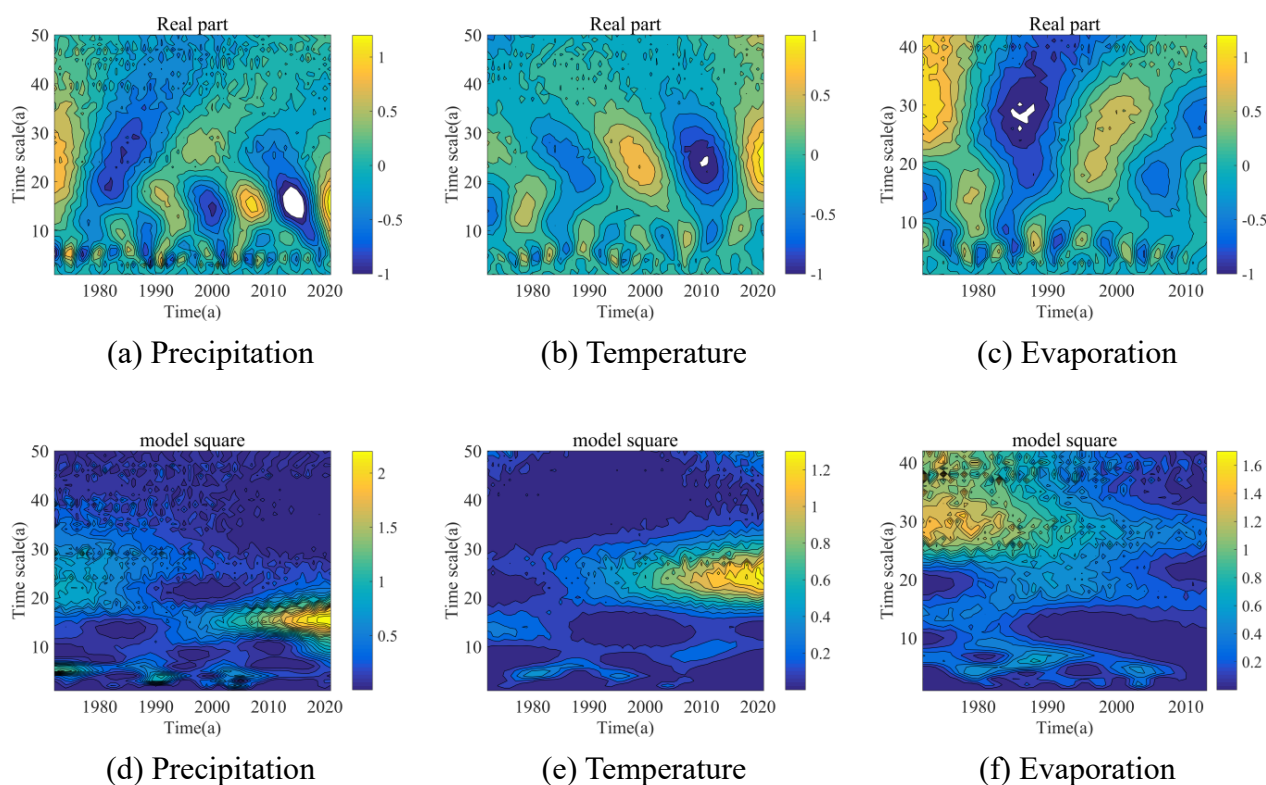 Real part
50
40
30
20
10
Time scale(a)
1980 1990 2000 2010 2020
Time(a)
1
0.5
0
-0.5
-1
(a) Precipitation
Real part
50
40
30
20
10
Time scale(a)
1980 1990 2000 2010 2020
Time(a)
1
0.5
0
-0.5
-1
(b) Temperature
Real part
40
30
20
10
Time scale(a)
1980 1990 2000 2010
Time(a)
1
0.5
0
-0.5
-1
(c) Evaporation
model square
50
40
30
20
10
Time scale(a)
1980 1990 2000 2010 2020
Time(a)
2
1.5
1
0.5
(d) Precipitation
model square
50
40
30
20
10
Time scale(a)
1980 1990 2000 2010 2020
Time(a)
1.2
1
0.8
0.6
0.4
0.2
(e) Temperature
model square
40
30
20
10
Time scale(a)
1980 1990 2000 2010
Time(a)
1.6
1.4
1.2
1
0.8
0.6
0.4
0.2
(f) Evaporation